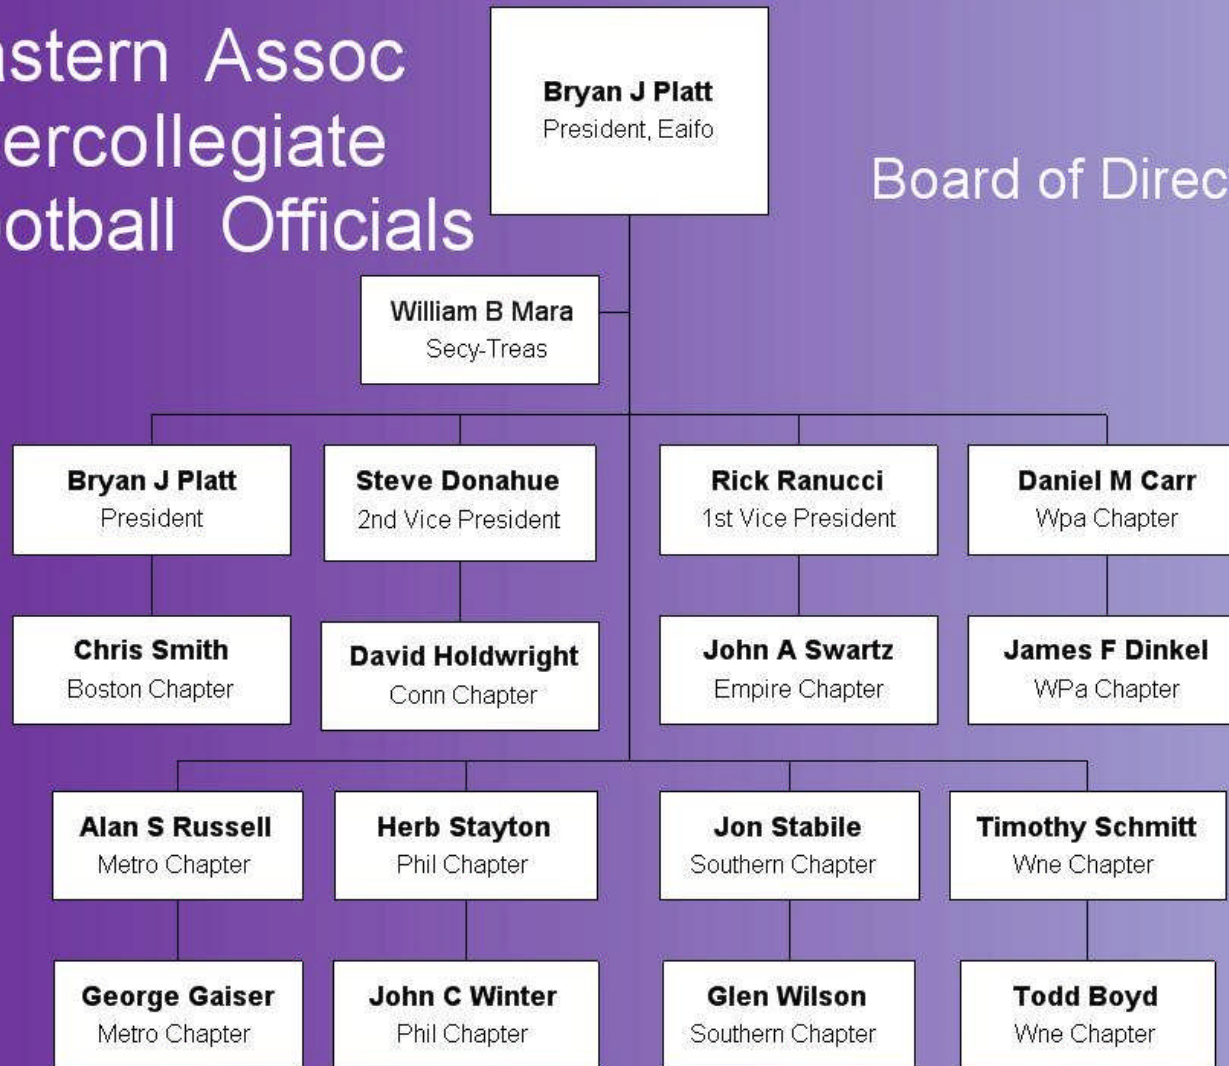 astern Assoc
ercollegiate
otball Officials
Bryan J Platt
President, Eaifo
Board of Direc
William B Mara
Secy-Treas
Bryan J Platt
President
Steve Donahue
2nd Vice President
Rick Ranucci
1st Vice President
Daniel M Carr
Wpa Chapter
Chris Smith
Boston Chapter
David Holdwright
Conn Chapter
John A Swartz
Empire Chapter
James F Dinkel
WPa Chapter
Alan S Russell
Metro Chapter
Herb Stayton
Phil Chapter
Jon Stabile
Southern Chapter
Timothy Schmitt
Wne Chapter
George Gaiser
Metro Chapter
John C Winter
Phil Chapter
Glen Wilson
Southern Chapter
Todd Boyd
Wne Chapter